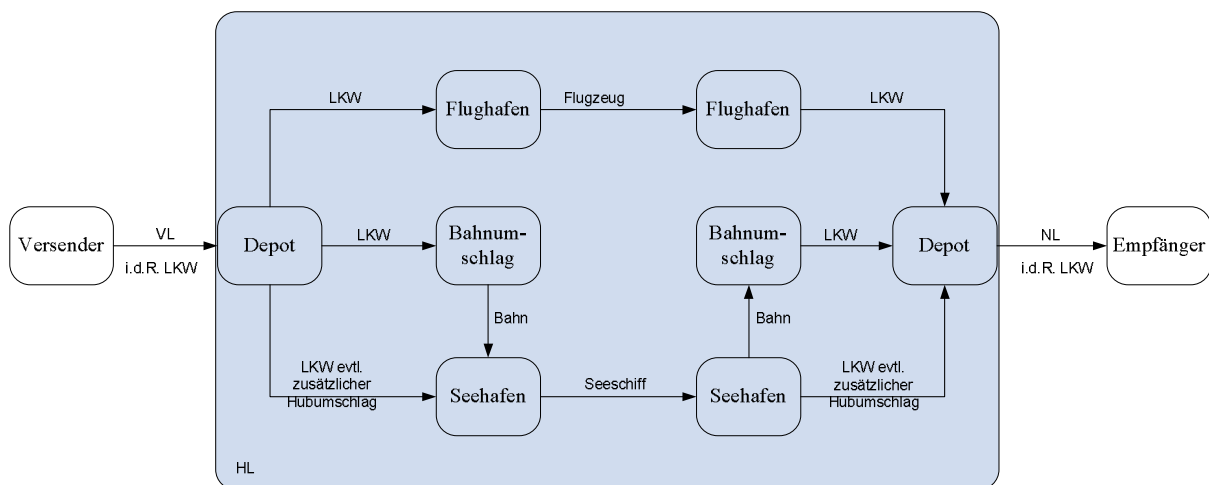 LKW
Flughafen
Flugzeug
Flughafen
LKW
Versender
VL
i.d.R. LKW
Depot
LKW
Bahnum-
schlag
Bahnum-
schlag
LKW
Depot
NL
i.d.R. LKW
Empfänger
Bahn
Bahn
LKW evtl.
zusätzlicher
Hubumschlag
Seehafen
Seeschiff
Seehafen
LKW evtl.
zusätzlicher
Hubumschlag
HL